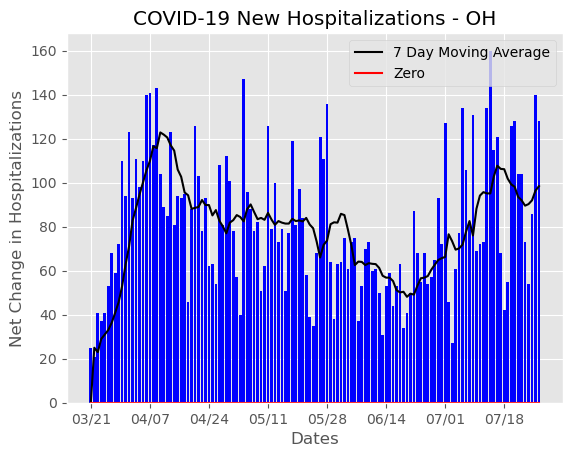 COVID-19 New Hospitalizations - OH
7 Day Moving Average
Zero
160
140
120
100
80
60
40
20
0
Net Change in Hospitalizations
03/21 04/07 04/24 05/11 05/28 06/14 07/01 07/18
Dates